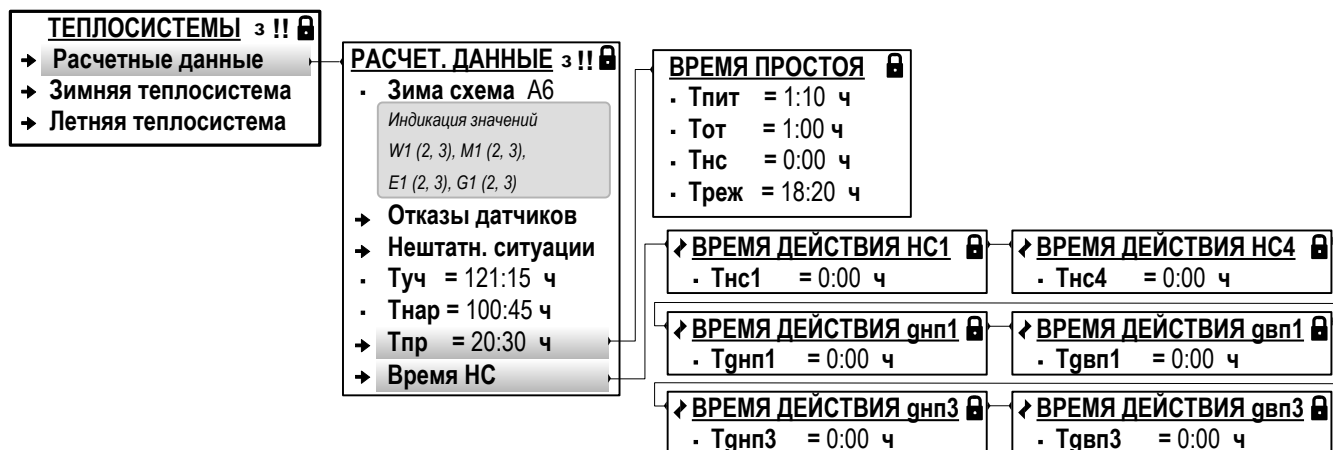 ТЕПЛОСИСТЕМЫ з !!
Расчетные данные
Зимняя теплосистема
Летняя теплосистема
РАСЧЕТ. ДАННЫЕ з !!
Зима схема А6
Индикация значений
W1 (2, 3), M1 (2, 3),
E1 (2, 3), G1 (2, 3)
Отказы датчиков
Нештатн. ситуации
Туч = 121:15 ч
Тнар = 100:45 ч
Тпр = 20:30 ч
Время НС
ВРЕМЯ ПРОСТОЯ
Тпит = 1:10 ч
Тот = 1:00 ч
Тнс = 0:00 ч
Треж = 18:20 ч
ВРЕМЯ ДЕЙСТВИЯ НС1
Тнс1 = 0:00 ч
ВРЕМЯ ДЕЙСТВИЯ НС4
Тнс4 = 0:00 ч
ВРЕМЯ ДЕЙСТВИЯ gнп1
Тgнп1 = 0:00 ч
ВРЕМЯ ДЕЙСТВИЯ gвп1
Тgвп1 = 0:00 ч
ВРЕМЯ ДЕЙСТВИЯ gнп3
Тgнп3 = 0:00 ч
ВРЕМЯ ДЕЙСТВИЯ gвп3
Тgвп3 = 0:00 ч